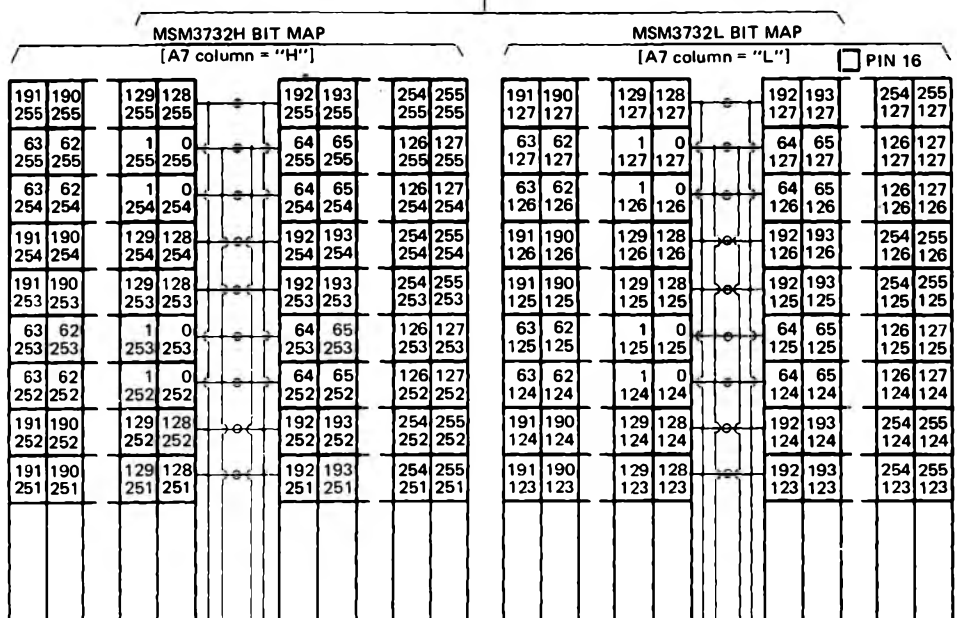 MSM3732H BIT MAP MSM3732L BIT MAP
[A7 column = "H"] [A7 column = "L"] PIN 16
191 190 129 128 192 193 254 255 191 190 129 128 192 193 254 255
255 255 255 255 255 255 255 255 127 127 127 127 127 127 127 127
63 62 1 0 64 65 126 127 63 62 1 0 64 65 126 127
255 255 255 255 255 255 255 255 127 127 127 127 127 127 127 127
63 62 1 0 64 65 126 127 63 62 1 0 64 65 126 127
254 254 254 254 254 254 254 254 126 126 126 126 126 126 126 126
191 190 129 128 192 193 254 255 191 190 129 128 192 193 254 255
254 254 254 254 254 254 254 254 126 126 126 126 126 126 126 126
191 190 129 128 192 193 254 255 191 190 129 128 192 193 254 255
253 253 253 253 253 253 253 253 125 125 125 125 125 125 125 125
63 62 1 0 64 65 126 127 63 62 1 0 64 65 126 127
253 253 253 253 253 253 253 253 125 125 125 125 125 125 125 125
63 62 1 0 64 65 126 127 63 62 1 0 64 65 126 127
252 252 252 252 252 252 252 252 124 124 124 124 124 124 124 124
191 190 129 128 192 193 254 255 191 190 129 128 192 193 254 255
252 252 252 252 252 252 252 252 124 124 124 124 124 124 124 124
191 190 129 128 192 193 254 255 191 190 129 128 192 193 254 255
251 251 251 251 251 251 251 251 123 123 123 123 123 123 123 123